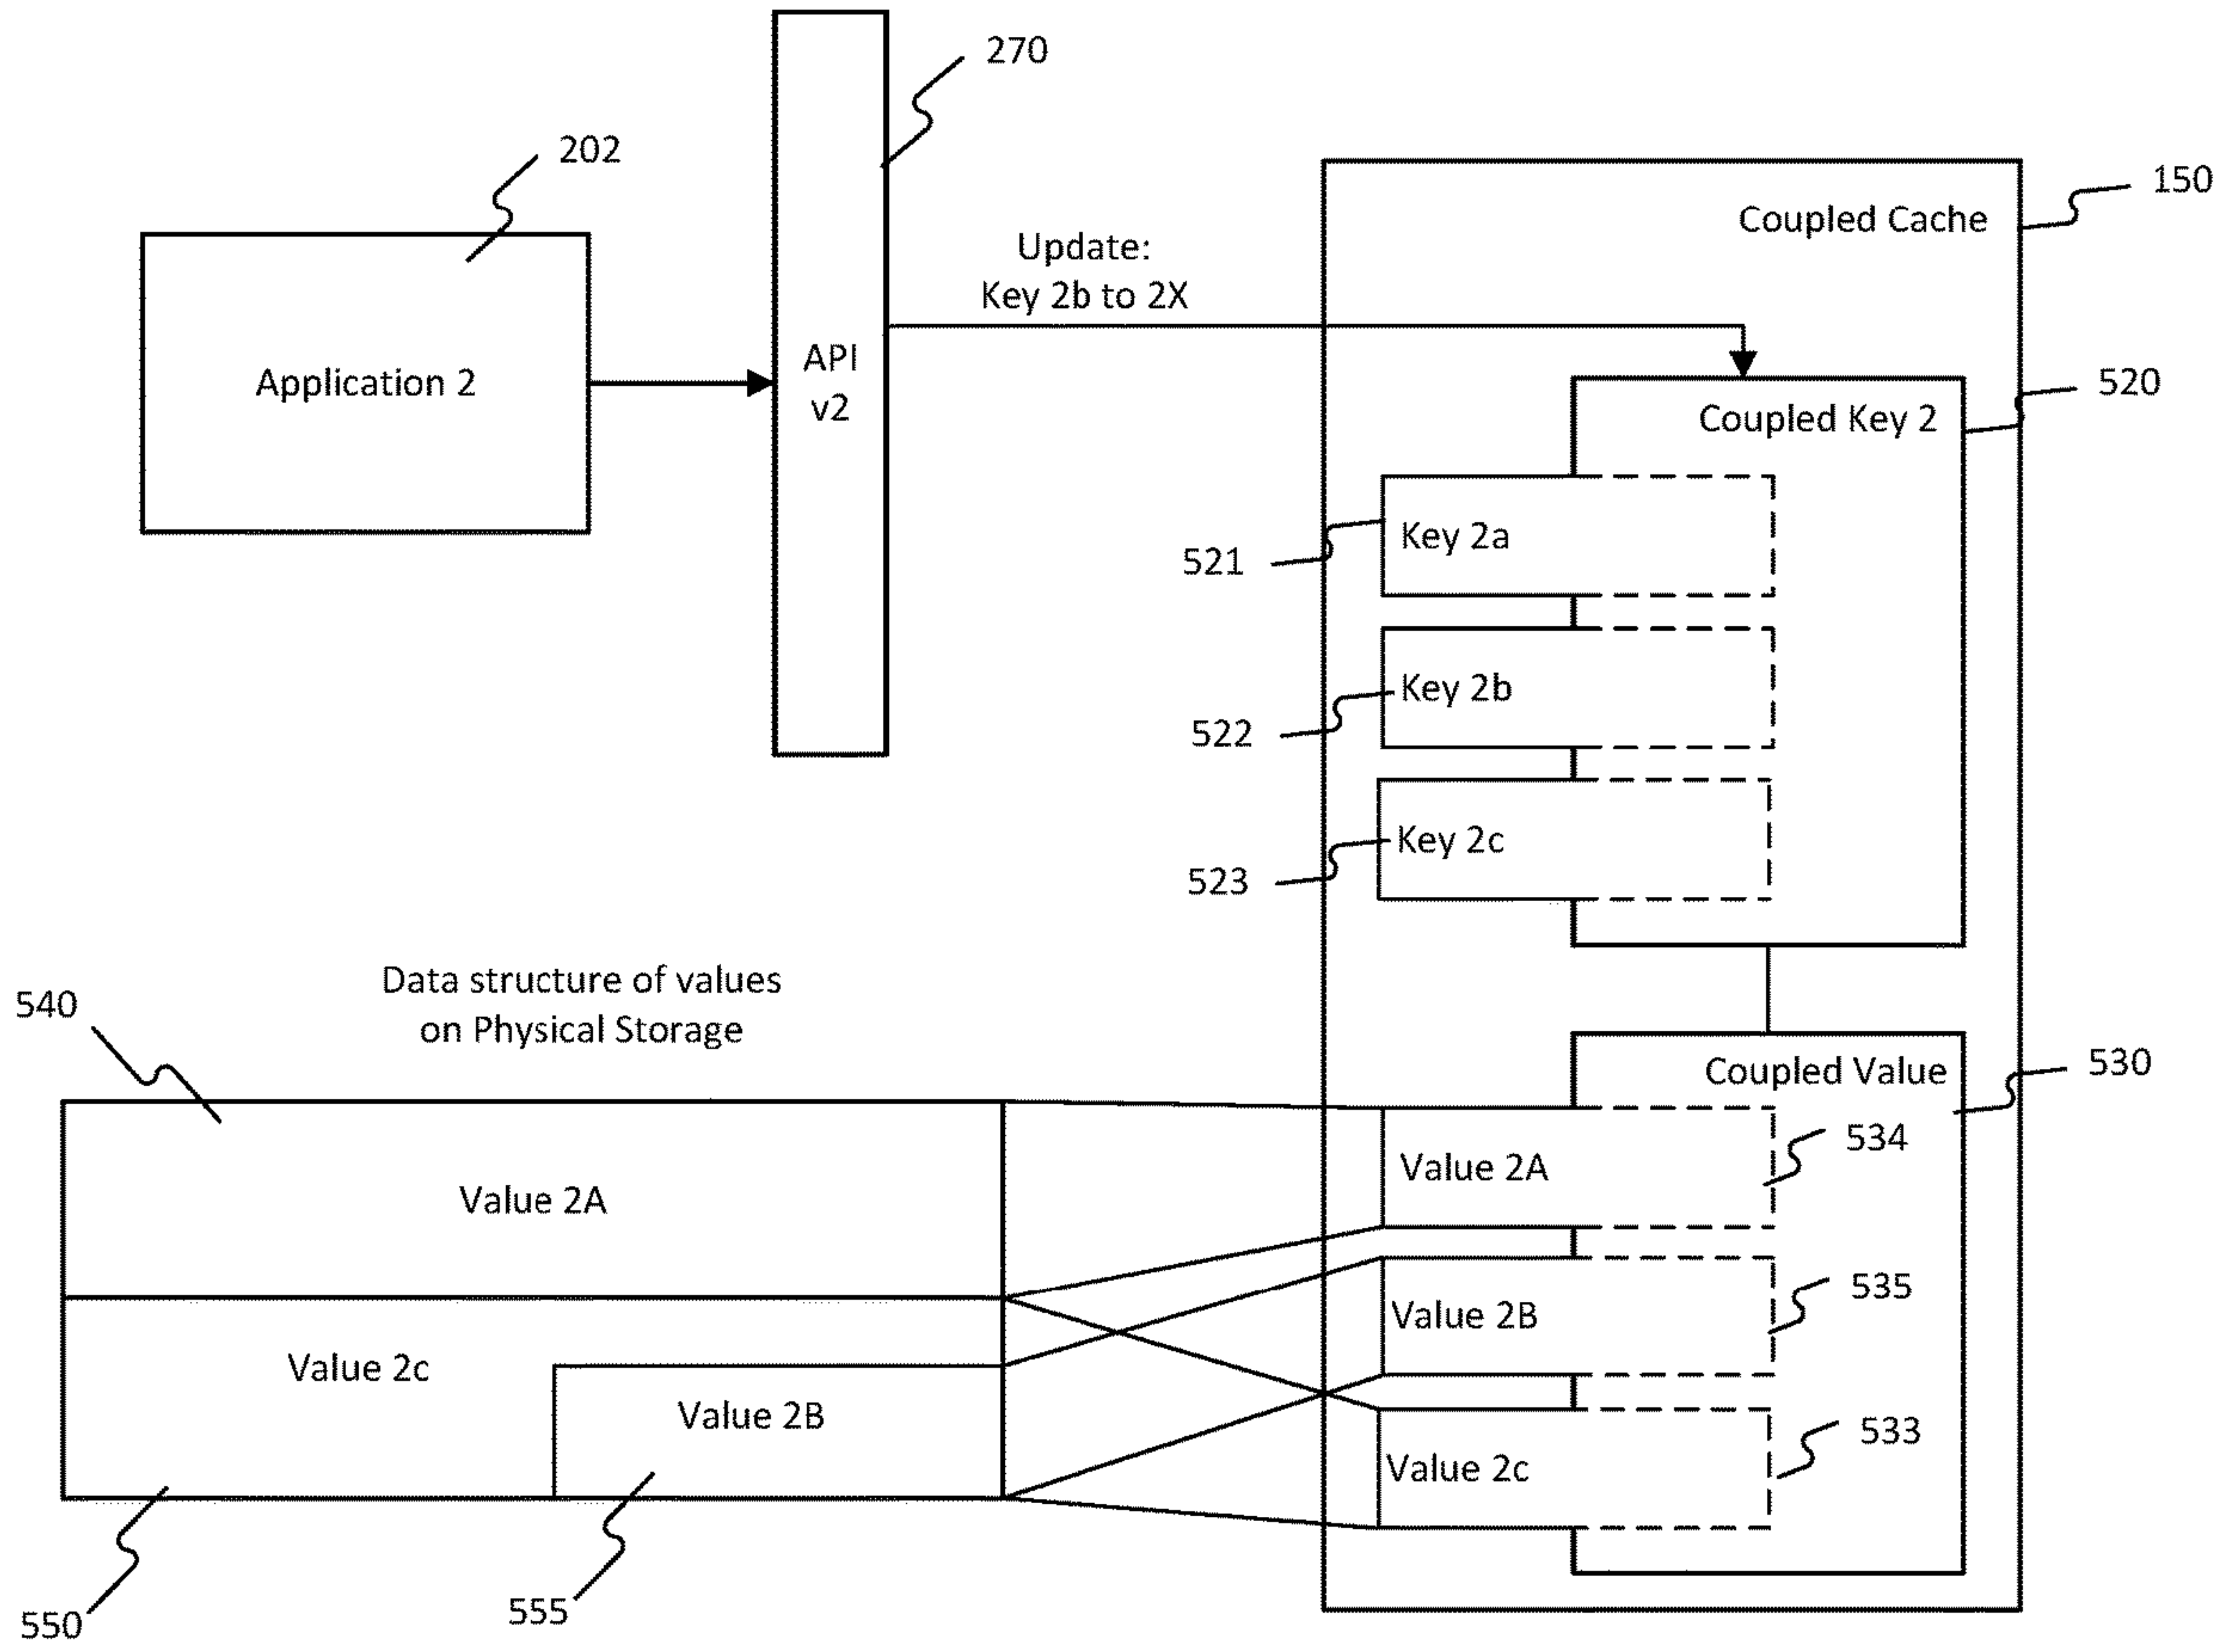 270
202
150
Coupled Cache
Update:
Key 2b to 2X
API
v2
Application 2
520
Coupled Key 2
Key 2a
521
Key 2b
522
Key 2c
523
Data structure of values
on Physical Storage
540
530
Coupled Value
534
Value 2A
Value 2A
535
Value 2B
Value 2c
Value 2B
533
Value 2c
550
555